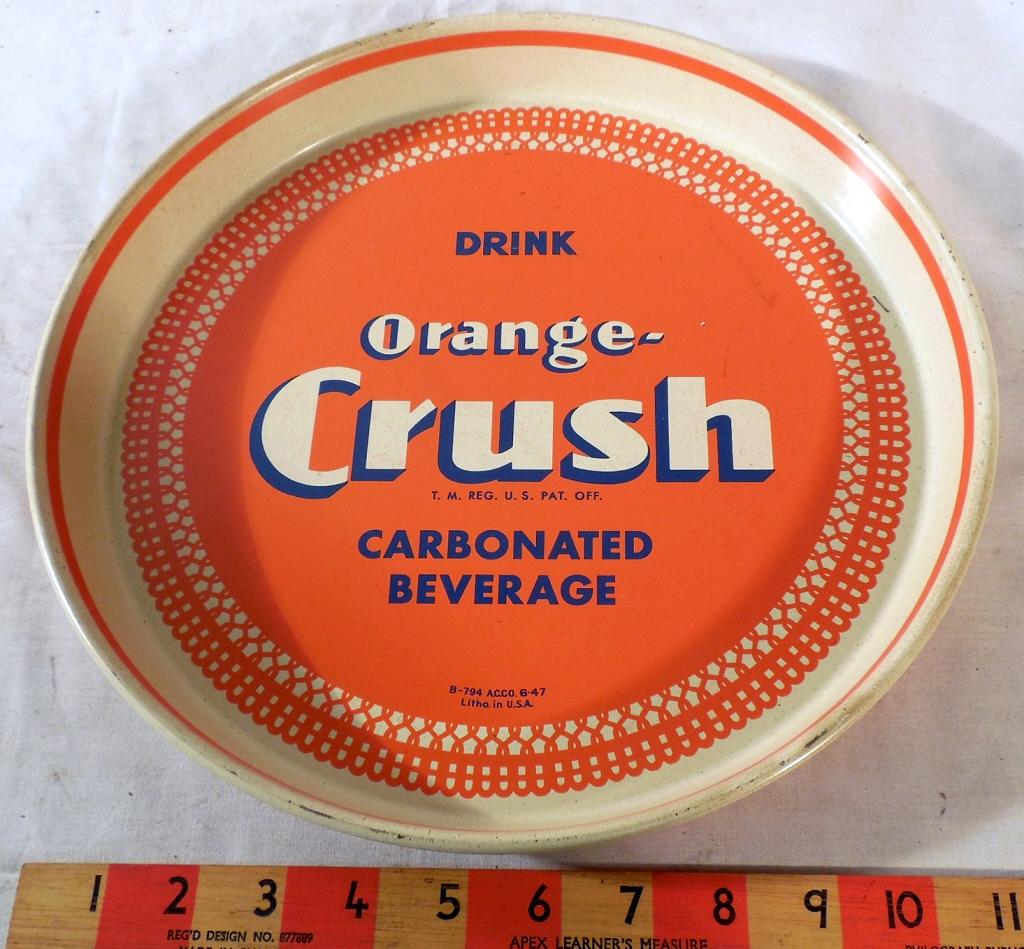 DRINK
Orange-
Crush
T. M. REG. U. S. PAT. OFF.
CARBONATED
BEVERAGE
B-794 A.C.CO. 6-47
Litho. in U.S.A.
1 2 3 4 5 6 7 8 9 10 11
REG'D DESIGN NO. 877689
APEX LEARNER'S MEASURE